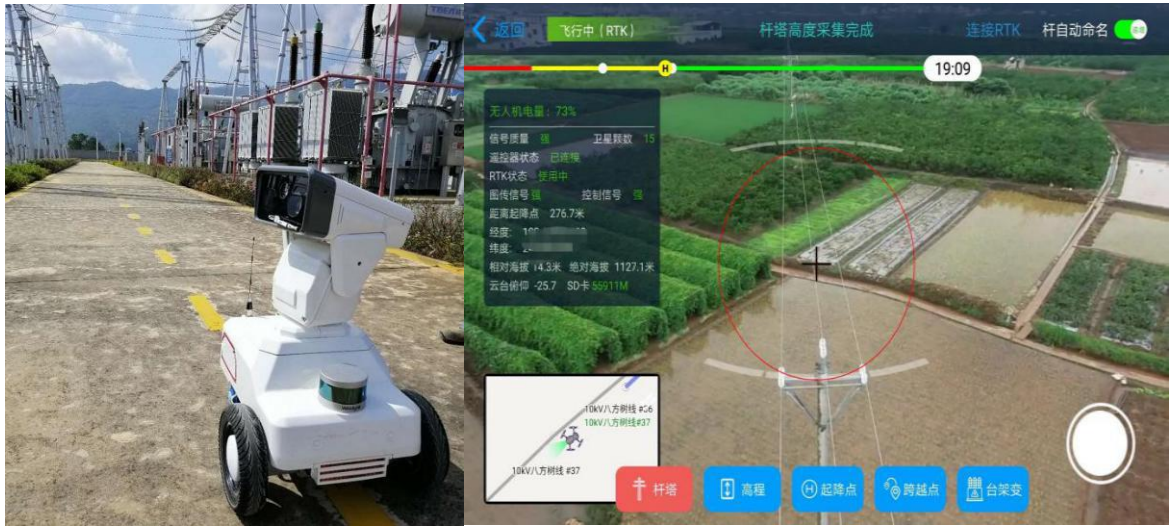 返回 飞行中（RTK） 杆塔高度采集完成 连接RTK 杆自动命名
H 19:09
无人机电量：73%
信号质量 强 卫星颗数 15
遥控器状态 已连接
RTK状态 使用中
图传信号 强 控制信号 强
距离起降点 276.7米
经度：
纬度：
相对海拔 14.3米 绝对海拔 1127.1米
云台俯仰 -25.7 SD卡 55911M
10kV八方树线 #36
10kV八方树线#37
10kV八方树线 #37
杆塔 高程 H 起降点 跨越点 台架变